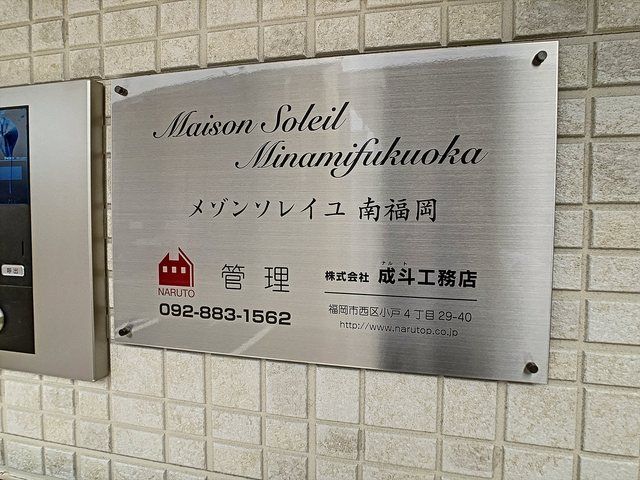 Maison Soleil
Minamifukuoka
メゾンソレイユ 南福岡
NARUTO
管理
092-883-1562
ナルト
株式会社 成斗工務店
福岡市西区小戸4丁目29-40
http://www.narutop.co.jp
呼出